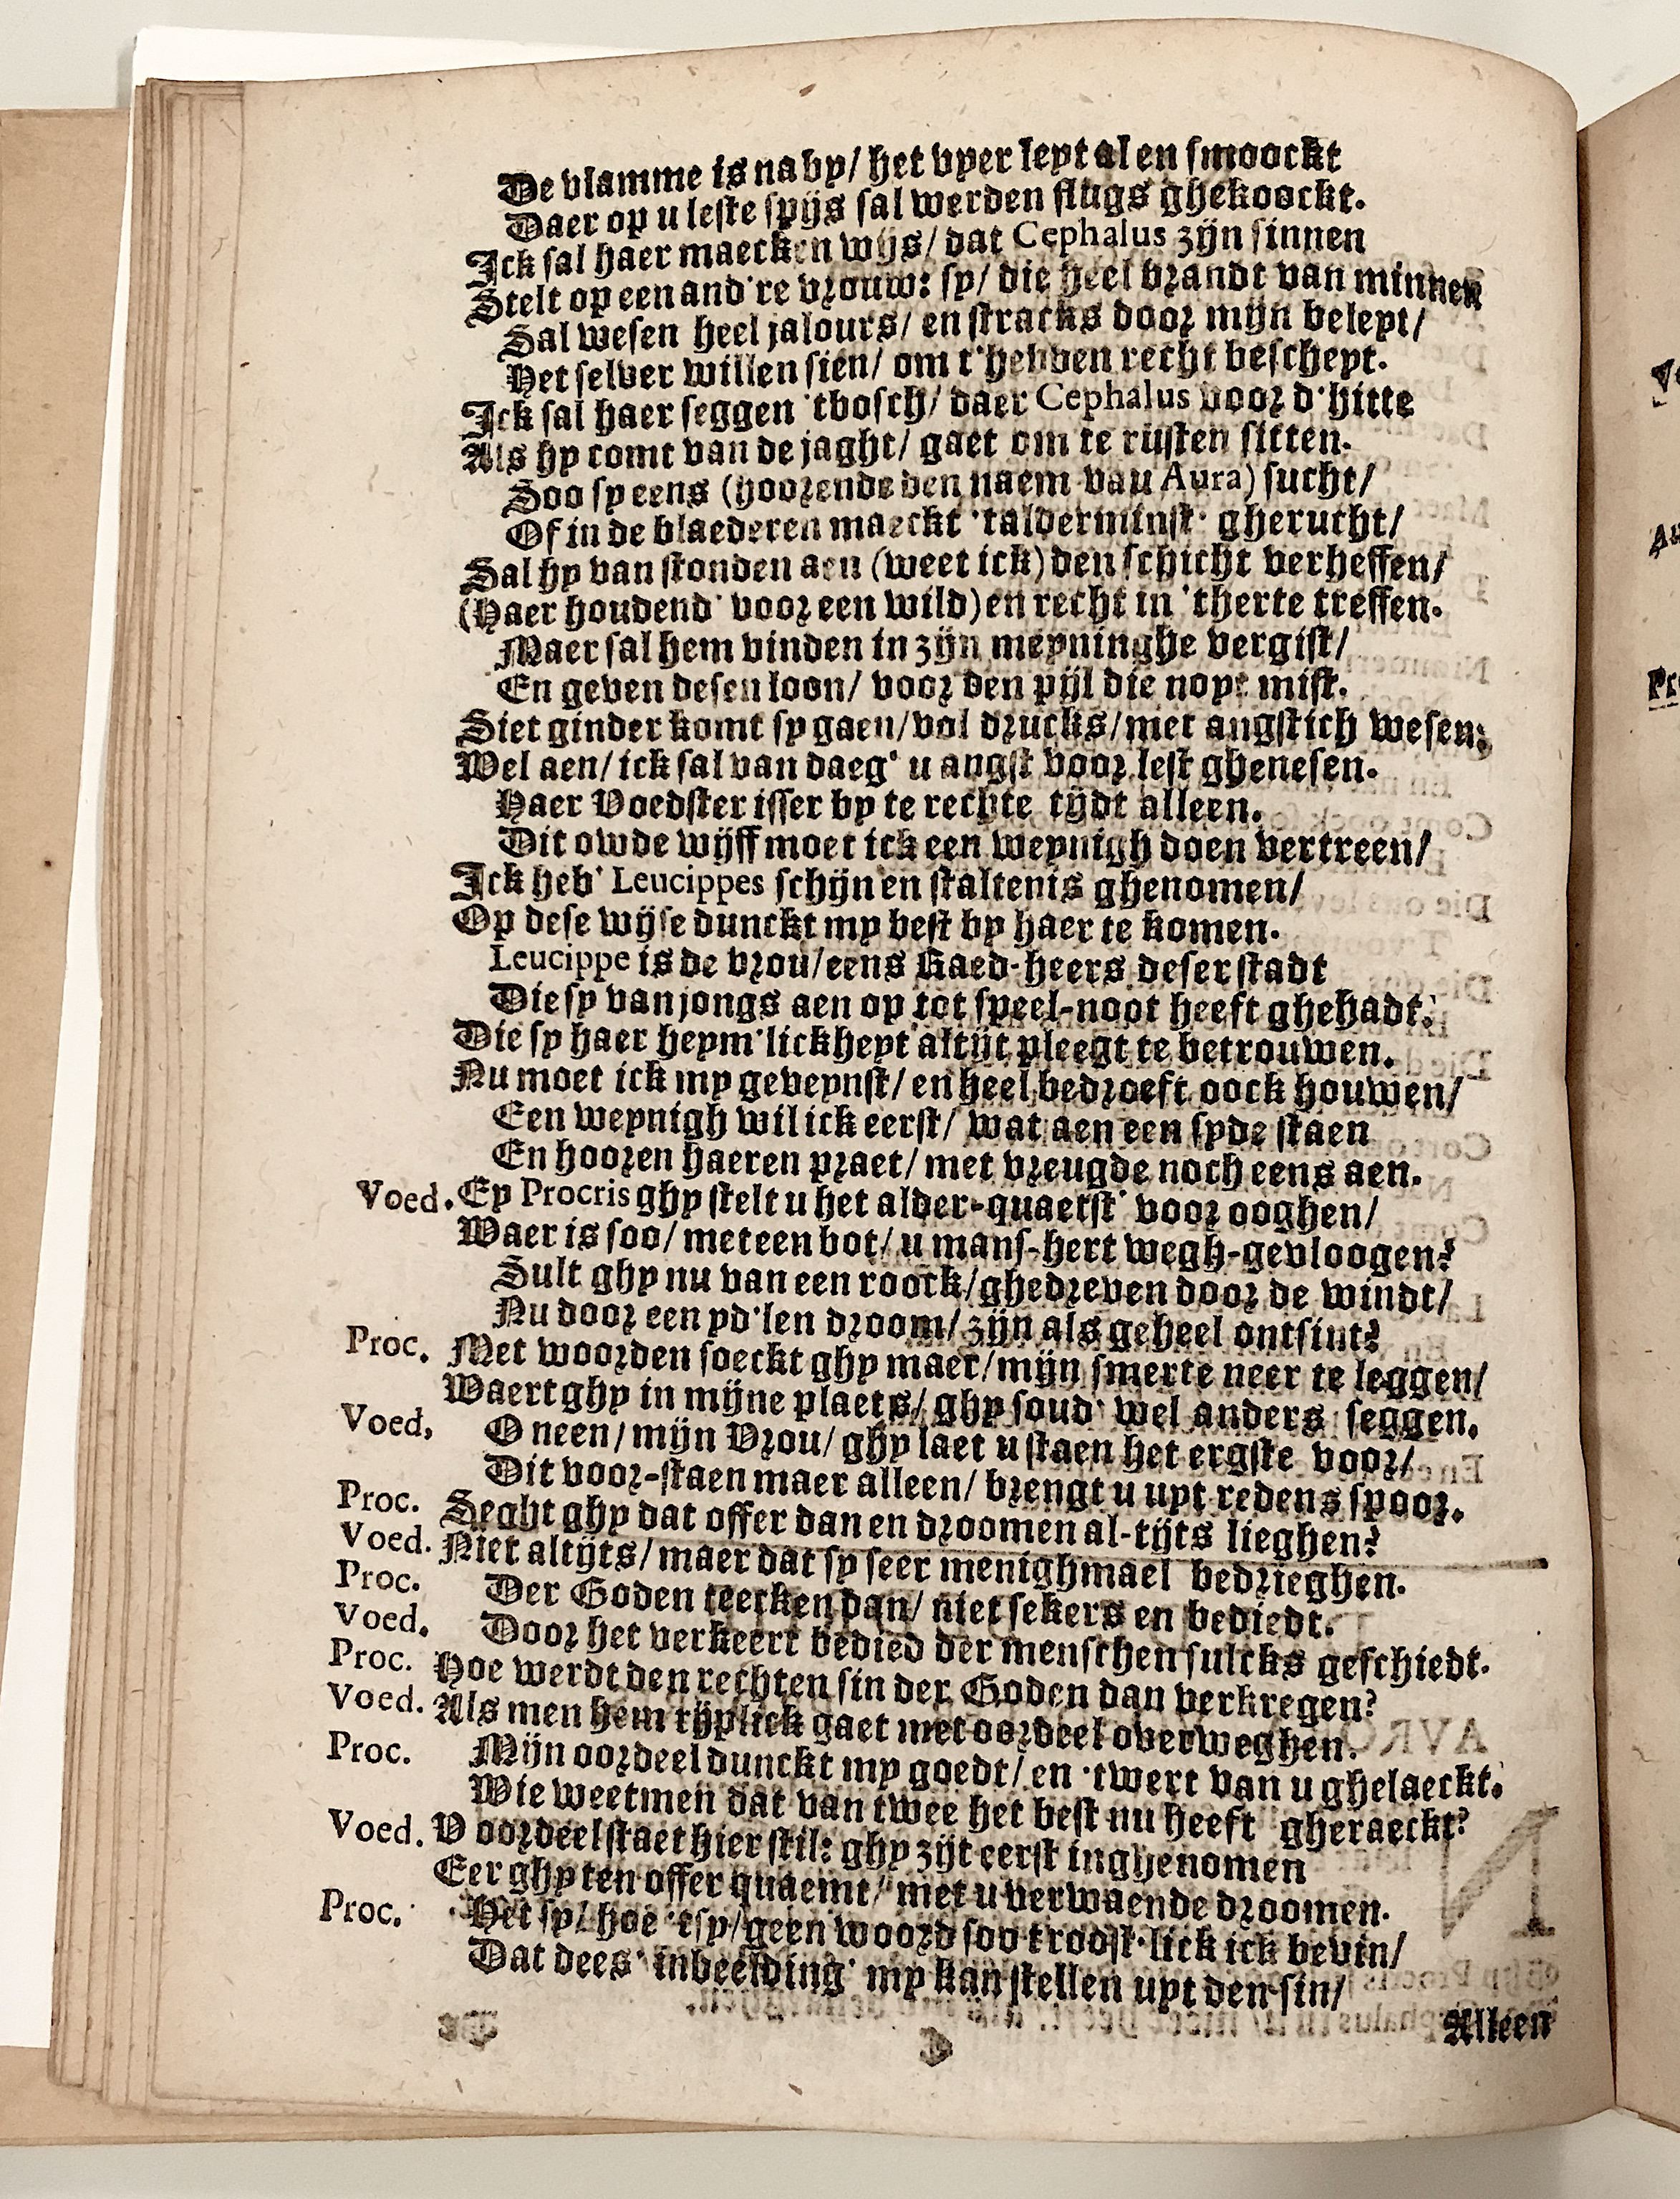 De vlamme is na by/ het vyer leyt al en smoockt
Daer op u leste spijs sal werden flugs ghekoockt.
Ick sal haer maecken wijs/ dat Cephalus zijn sinnen
Stelt op een and're vrouw: sy/ die heel brandt van minnen
Sal wesen heel jalours/ en stracks door mijn beleyt/
Het selver willen sien/ om t'hebben recht bescheyt.
Ick sal haer seggen 'tbosch/ daer Cephalus voor d'hitte
Als hy comt van de jaght/ gaet om te rusten sitten.
Soo sy eens (hoorende den naem vau Aura) sucht/
Of in de blaederen maeckt 'talderminst' gherucht/
Sal hy van stonden aen (weet ick) den schicht verheffen/
(Haer houdend' voor een wild) en recht in 'therte treffen.
Maer sal hem vinden in zijn meyninghe vergist/
En geven desen loon/ voor den pijl die noyt mist.
Siet ginder komt sy gaen/ vol drucks/ met angstich wesen;
Wel aen/ ick sal van daeg' u angst voor lest ghenesen.
Haer Voedster isser by te rechte tijdt alleen.
Dit owde wijff moet ick een weynigh doen vertreen/
Ick heb' Leucippes schijn en staltenis ghenomen/
Op dese wijse dunckt my best by haer te komen.
Leucippe is de vrou/ eens Raed-heers deser stadt
Die sy van jongs aen op tot speel-noot heeft ghehadt.
Die sy haer heym'lickheyt altijt pleegt te betrouwen.
Nu moet ick my geveynst/ en heel bedroeft oock houwen/
Een weynigh wil ick eerst/ wat aen een syde staen
En hooren haeren praet/ met vreugde noch eens aen.
Voed. Ey Procris ghy stelt u het alder-quaetst' voor ooghen/
Waer is soo/ met een bot/ u mans-hert wegh-gevloogen?
Sult ghy nu van een roock/ ghedreven door de windt/
Nu door een yd'len droom/ zijn als geheel ontsint?
Proc. Met woorden soeckt ghy maer/ mijn smerte neer te leggen/
Waert ghy in mijne plaets/ ghy soud' wel anders seggen.
Voed. O neen/ mijn Vrou/ ghy laet u staen het ergste voor/
Dit voor-staen maer alleen/ brengt u uyt redens spoor.
Proc. Seght ghy dat offer dan en droomen al-tijts lieghen?
Voed. Niet altijts/ maer dat sy seer menighmael bedrieghen.
Proc. Der Goden teecken dan/ niet sekers en bediedt.
Voed. Door het verkeert bedied der menschen sulcks geschiedt.
Proc. Hoe werdt den rechten sin der Goden dan verkregen?
Voed. Als men hem rijplick gaet met oordeel overweghen.
Proc. Mijn oordeel dunckt my goedt/ en 'twert van u ghelaeckt.
Wie weetmen dat van twee het best nu heeft gheraeckt?
Voed. V oordeel staet hier stil: ghy zijt eerst inghenomen
Eer ghy ten offer quaemt/ met u verwaende droomen.
Proc. Het sy/ hoe 'tsy/ geen woord soo troost'lick ick bevin/
Dat dees' inbeelding' my kan stellen uyt den sin/
C
Alleen